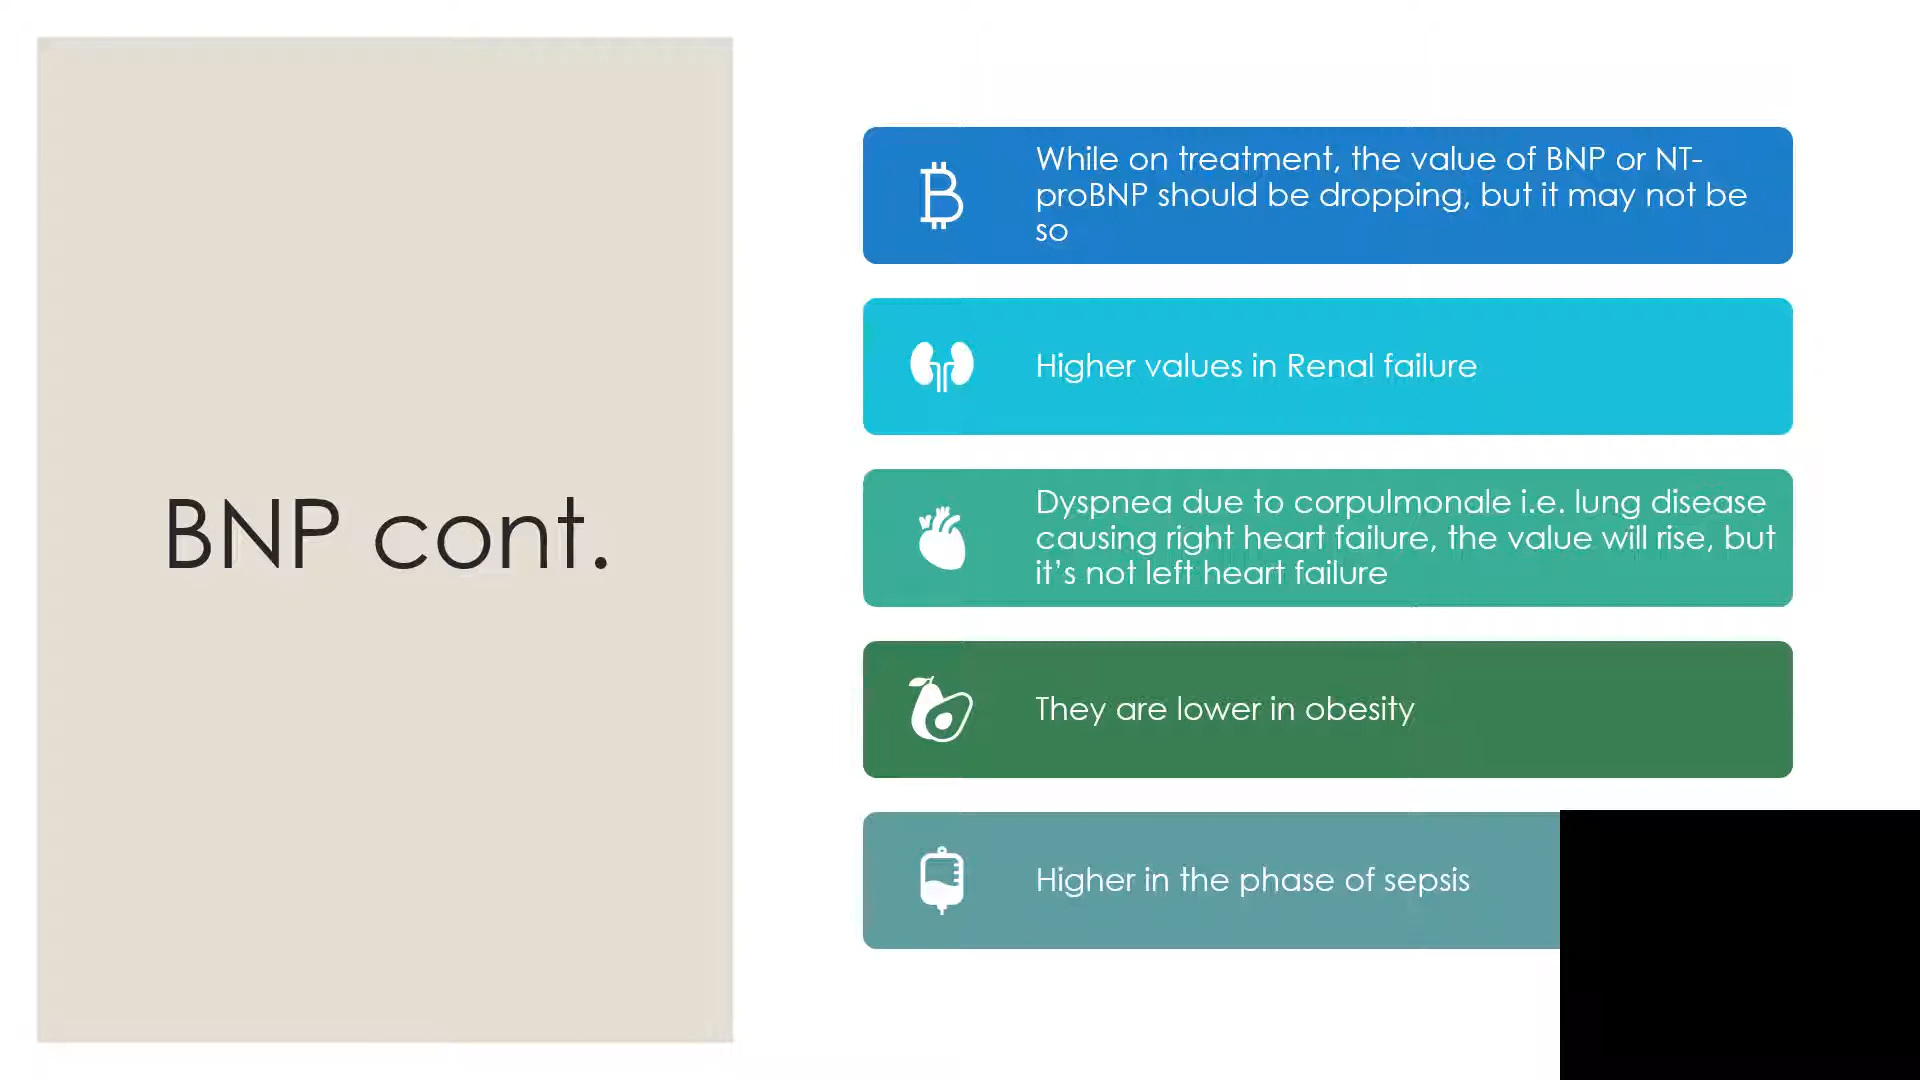 BNP cont.
While on treatment, the value of BNP or NT-
proBNP should be dropping, but it may not be
so
Higher values in Renal failure
Dyspnea due to corpulmonale i.e. lung disease
causing right heart failure, the value will rise, but
it's not left heart failure
They are lower in obesity
Higher in the phase of sepsis